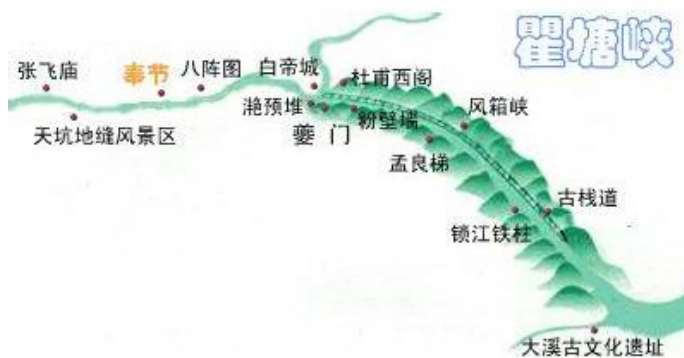 瞿塘峡
张飞庙
奉节
八阵图
白帝城
杜甫西阁
滟预堆
粉壁墙
风箱峡
天坑地缝风景区
夔门
孟良梯
古栈道
锁江铁柱
大溪古文化遗址